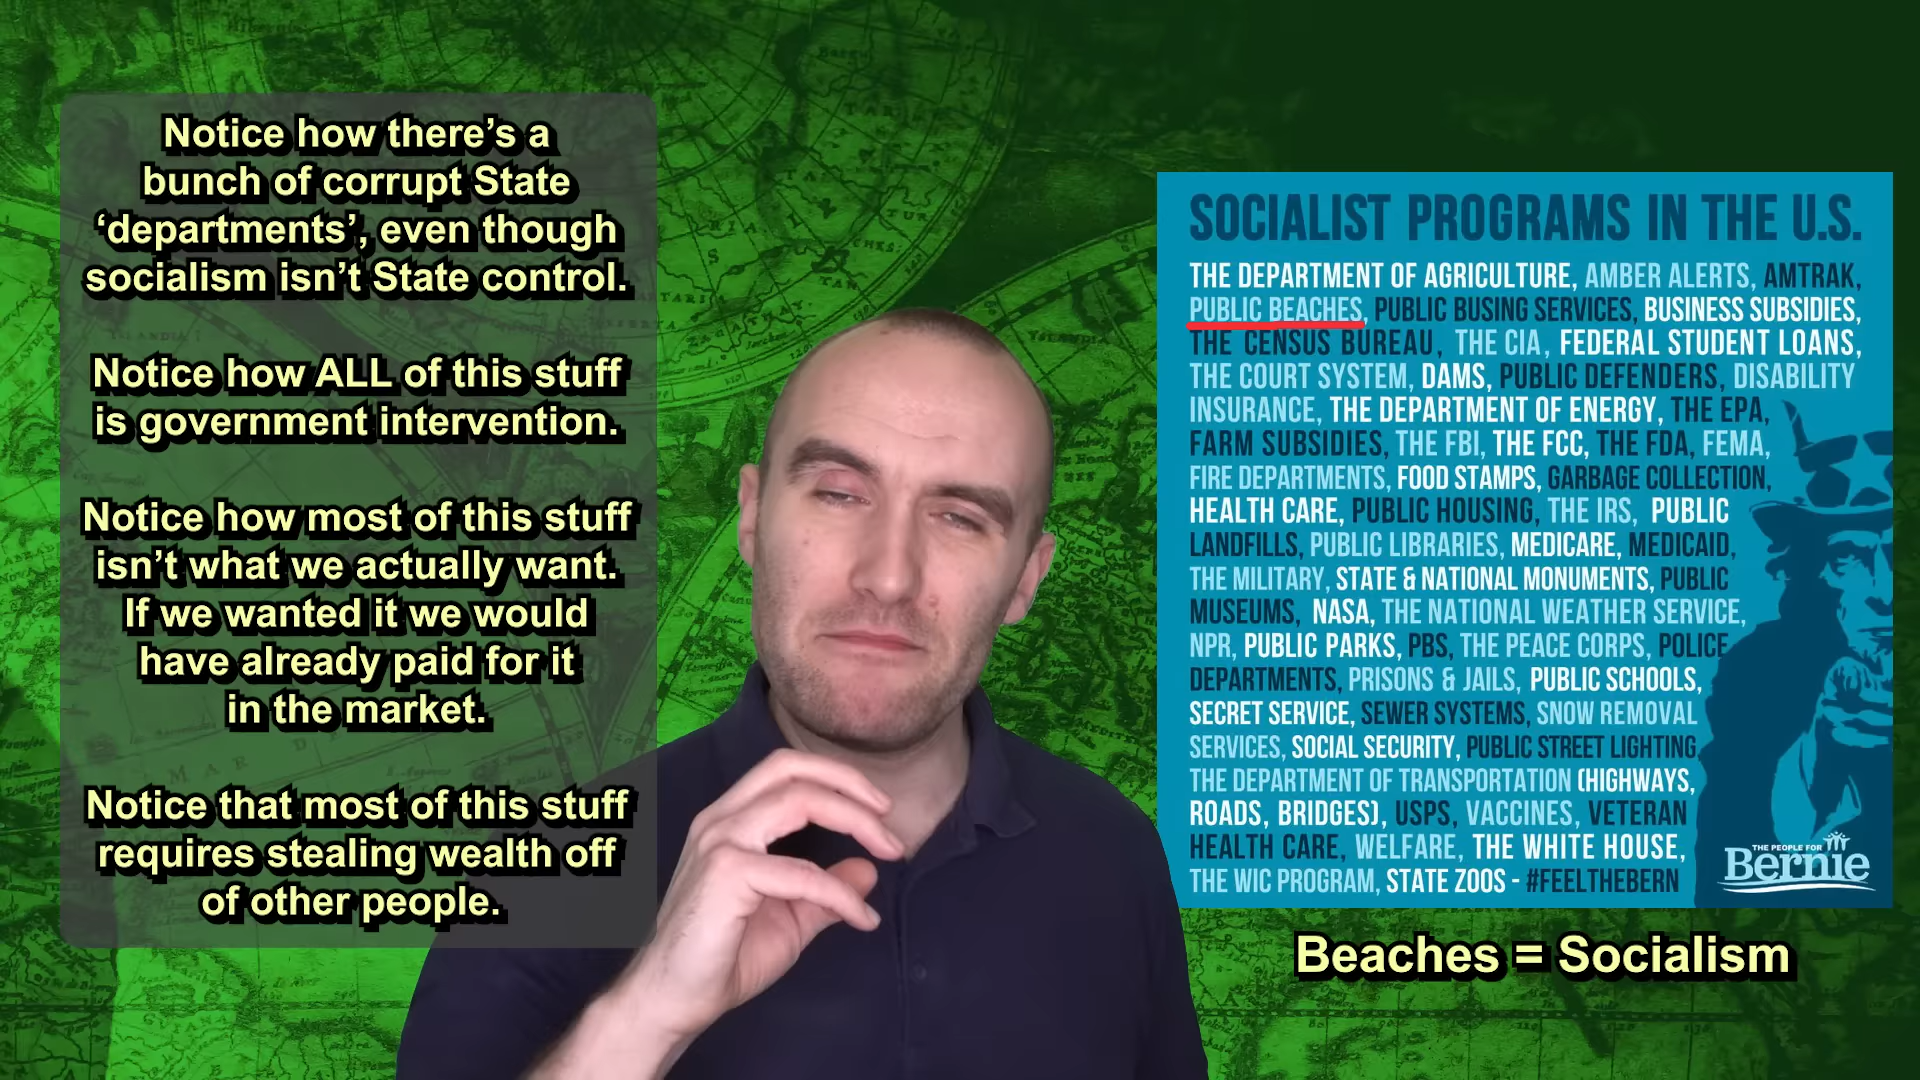 Notice how there's a
bunch of corrupt State
‘departments’, even though
socialism isn’t State control.
Notice how ALL of this stuff
is government intervention.
Notice how most of this stuff
isn’t what we actually want.
If we wanted it we would
have already paid for it
in the market.
Notice that most of this stuff
requires stealing wealth off
of other people.
SOCIALIST PROGRAMS IN THE U.S.
THE DEPARTMENT OF AGRICULTURE, AMBER ALERTS, AMTRAK,
PUBLIC BEACHES, PUBLIC BUSING SERVICES, BUSINESS SUBSIDIES,
THE CENSUS BUREAU, THE CIA, FEDERAL STUDENT LOANS,
THE COURT SYSTEM, DAMS, PUBLIC DEFENDERS, DISABILITY
INSURANCE, THE DEPARTMENT OF ENERGY, THE EPA,
FARM SUBSIDIES, THE FBI, THE FCC, THE FDA, FEMA,
FIRE DEPARTMENTS, FOOD STAMPS, GARBAGE COLLECTION,
HEALTH CARE, PUBLIC HOUSING, THE IRS, PUBLIC
LANDFILLS, PUBLIC LIBRARIES, MEDICARE, MEDICAID,
THE MILITARY, STATE & NATIONAL MONUMENTS, PUBLIC
MUSEUMS, NASA, THE NATIONAL WEATHER SERVICE,
NPR, PUBLIC PARKS, PBS, THE PEACE CORPS, POLICE
DEPARTMENTS, PRISONS & JAILS, PUBLIC SCHOOLS,
SECRET SERVICE, SEWER SYSTEMS, SNOW REMOVAL
SERVICES, SOCIAL SECURITY, PUBLIC STREET LIGHTING
THE DEPARTMENT OF TRANSPORTATION (HIGHWAYS,
ROADS, BRIDGES), USPS, VACCINES, VETERAN
HEALTH CARE, WELFARE, THE WHITE HOUSE,
THE WIC PROGRAM, STATE ZOOS - #FEELTHEBERN
THE PEOPLE FOR
Bernie
Beaches = Socialism